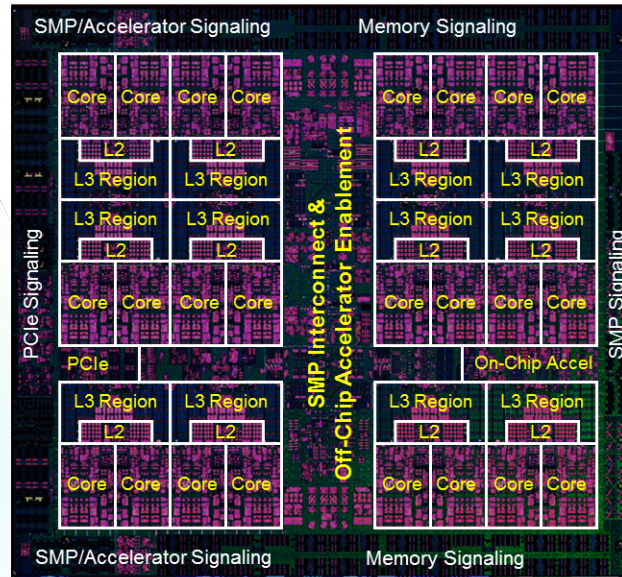 SMP/Accelerator Signaling Memory Signaling
Core Core Core Core Core Core Core Core
L2 L2 L2 L2
L3 Region L3 Region L3 Region L3 Region
L3 Region L3 Region L3 Region L3 Region
L2 L2 L2 L2
Core Core Core Core Core Core Core Core
PCIe Signaling
SMP Interconnect &
Off-Chip Accelerator Enablement
SMP Signaling
PCIe On-Chip Accel
L3 Region L3 Region L3 Region L3 Region
L2 L2 L2 L2
Core Core Core Core Core Core Core Core
SMP/Accelerator Signaling Memory Signaling